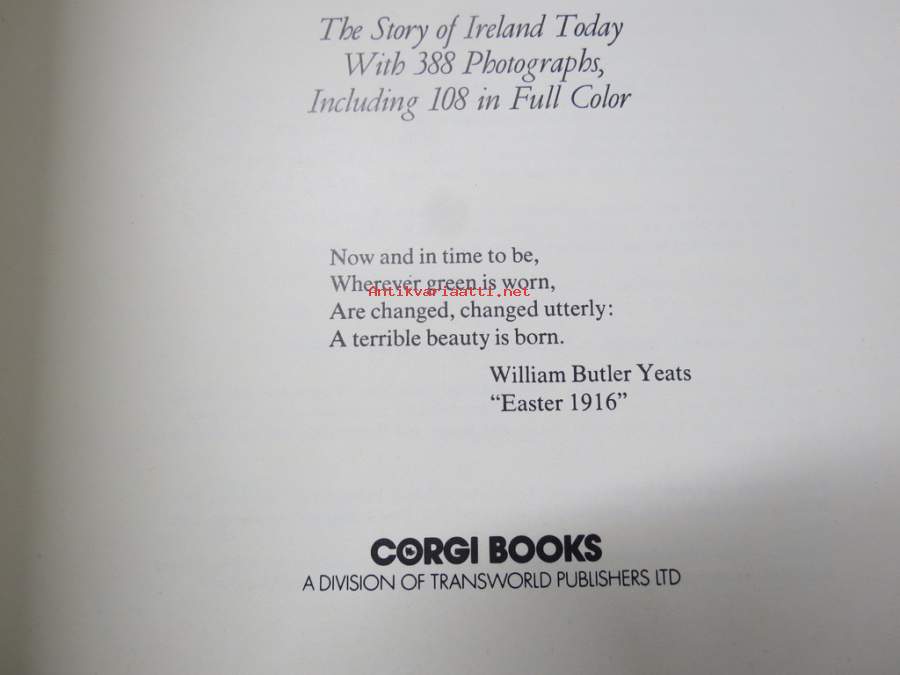 The Story of Ireland Today
With 388 Photographs,
Including 108 in Full Color
Now and in time to be,
Wherever green is worn,
Antikvariaatti.net
Are changed, changed utterly:
A terrible beauty is born.
William Butler Yeats
“Easter 1916”
CORGI BOOKS
A DIVISION OF TRANSWORLD PUBLISHERS LTD